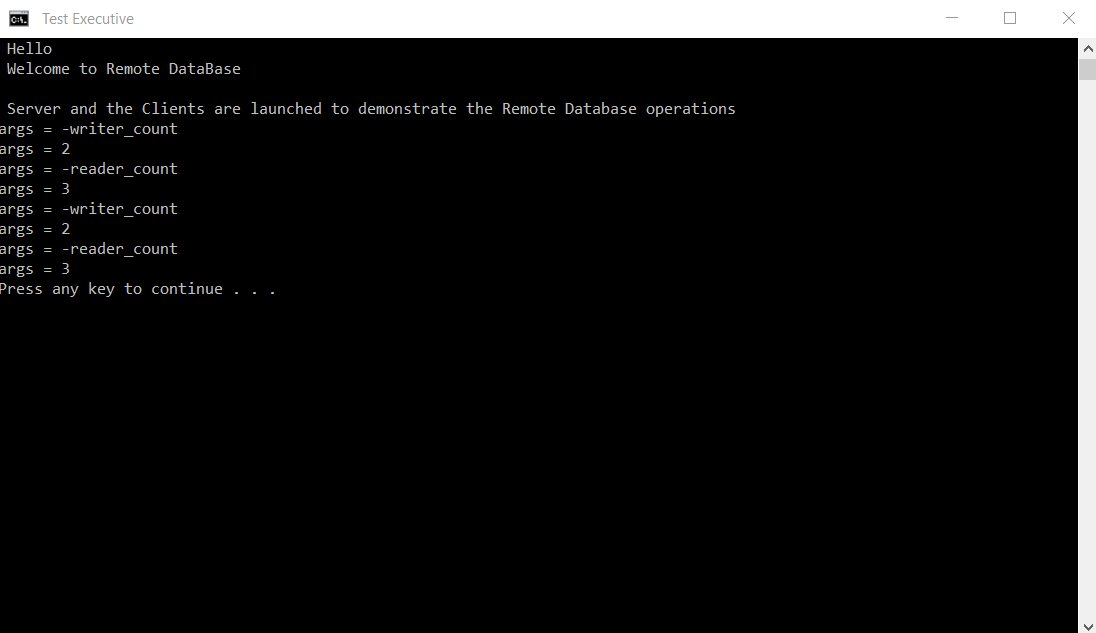 Test Executive
Hello
Welcome to Remote DataBase
Server and the Clients are launched to demonstrate the Remote Database operations
args = -writer_count
args = 2
args = -reader_count
args = 3
args = -writer_count
args = 2
args = -reader_count
args = 3
Press any key to continue . . .